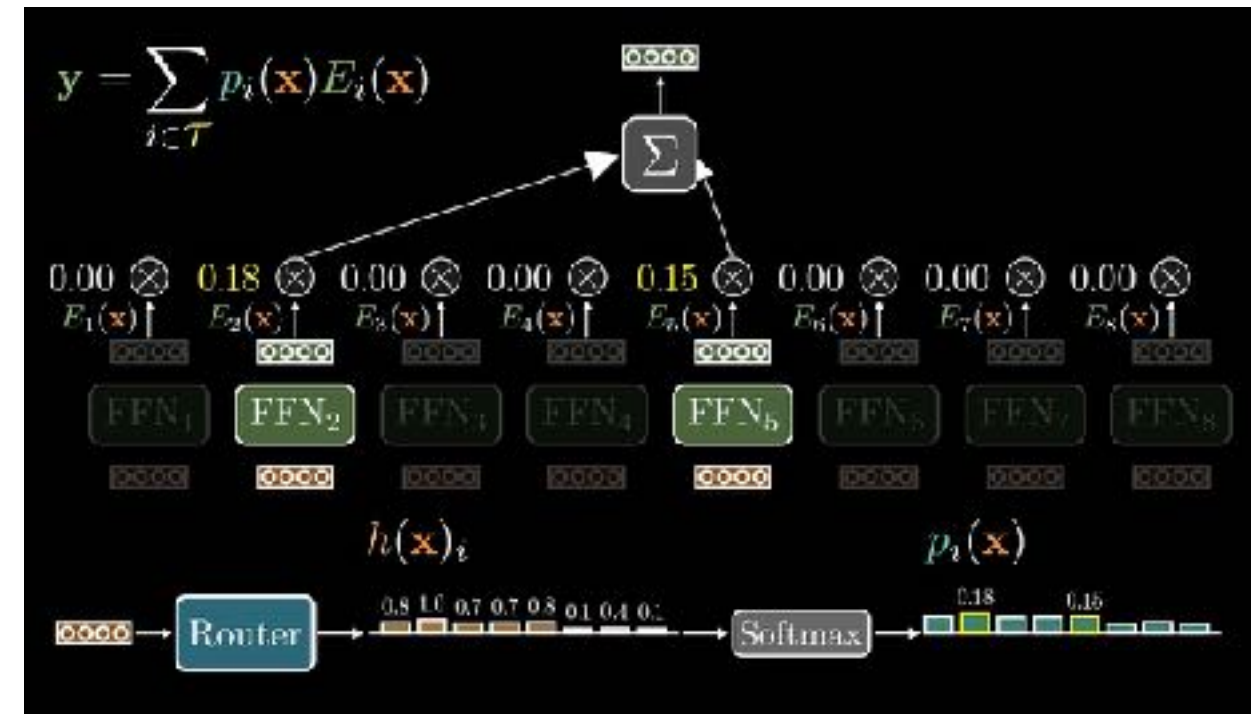 y = ∑ i∈𝒯 pᵢ(x)Eᵢ(x)
Σ
0.00 ⊗ 0.18 ⊗ 0.00 ⊗ 0.00 ⊗ 0.15 ⊗ 0.00 ⊗ 0.00 ⊗ 0.00 ⊗
E₁(x) E₂(x) E₃(x) E₄(x) E₅(x) E₆(x) E₇(x) E₈(x)
FFN₁ FFN₂ FFN₃ FFN₄ FFN₅ FFN₇ FFN₈
h(x)ᵢ pᵢ(x)
0.8 1.0 0.7 0.7 0.8 0.1 0.4 0.1 0.18 0.15
Router Softmax